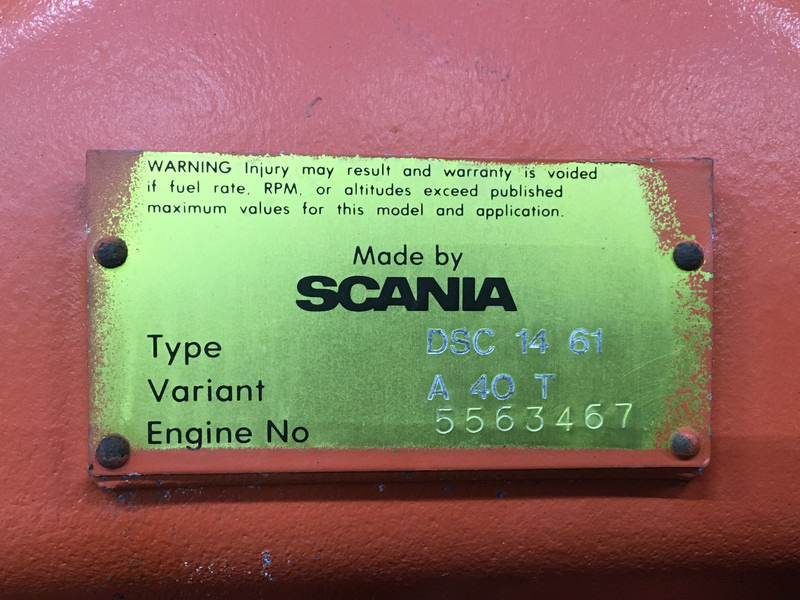 WARNING Injury may result and warranty is voided
if fuel rate, RPM, or altitudes exceed published
maximum values for this model and application.
Made by
SCANIA
Type DSC 14 61
Variant A 40 T
Engine No 5563467